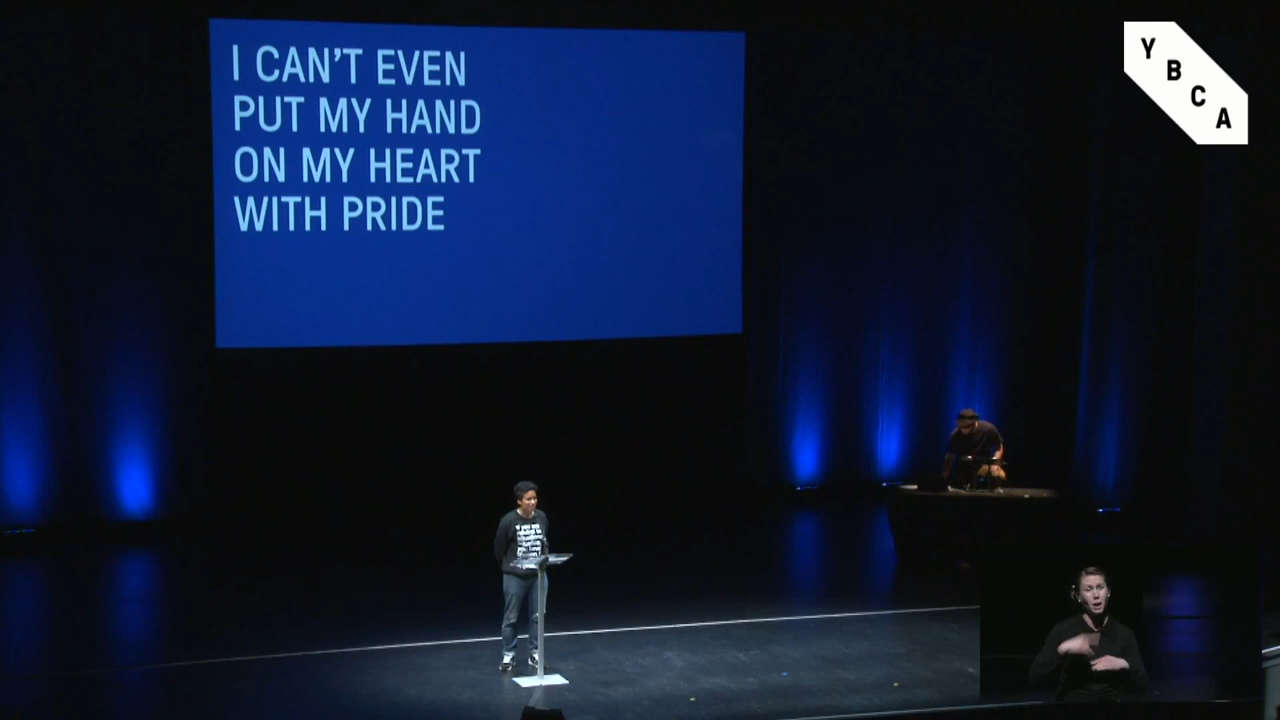 I CAN'T EVEN
PUT MY HAND
ON MY HEART
WITH PRIDE
Y
B
C
A